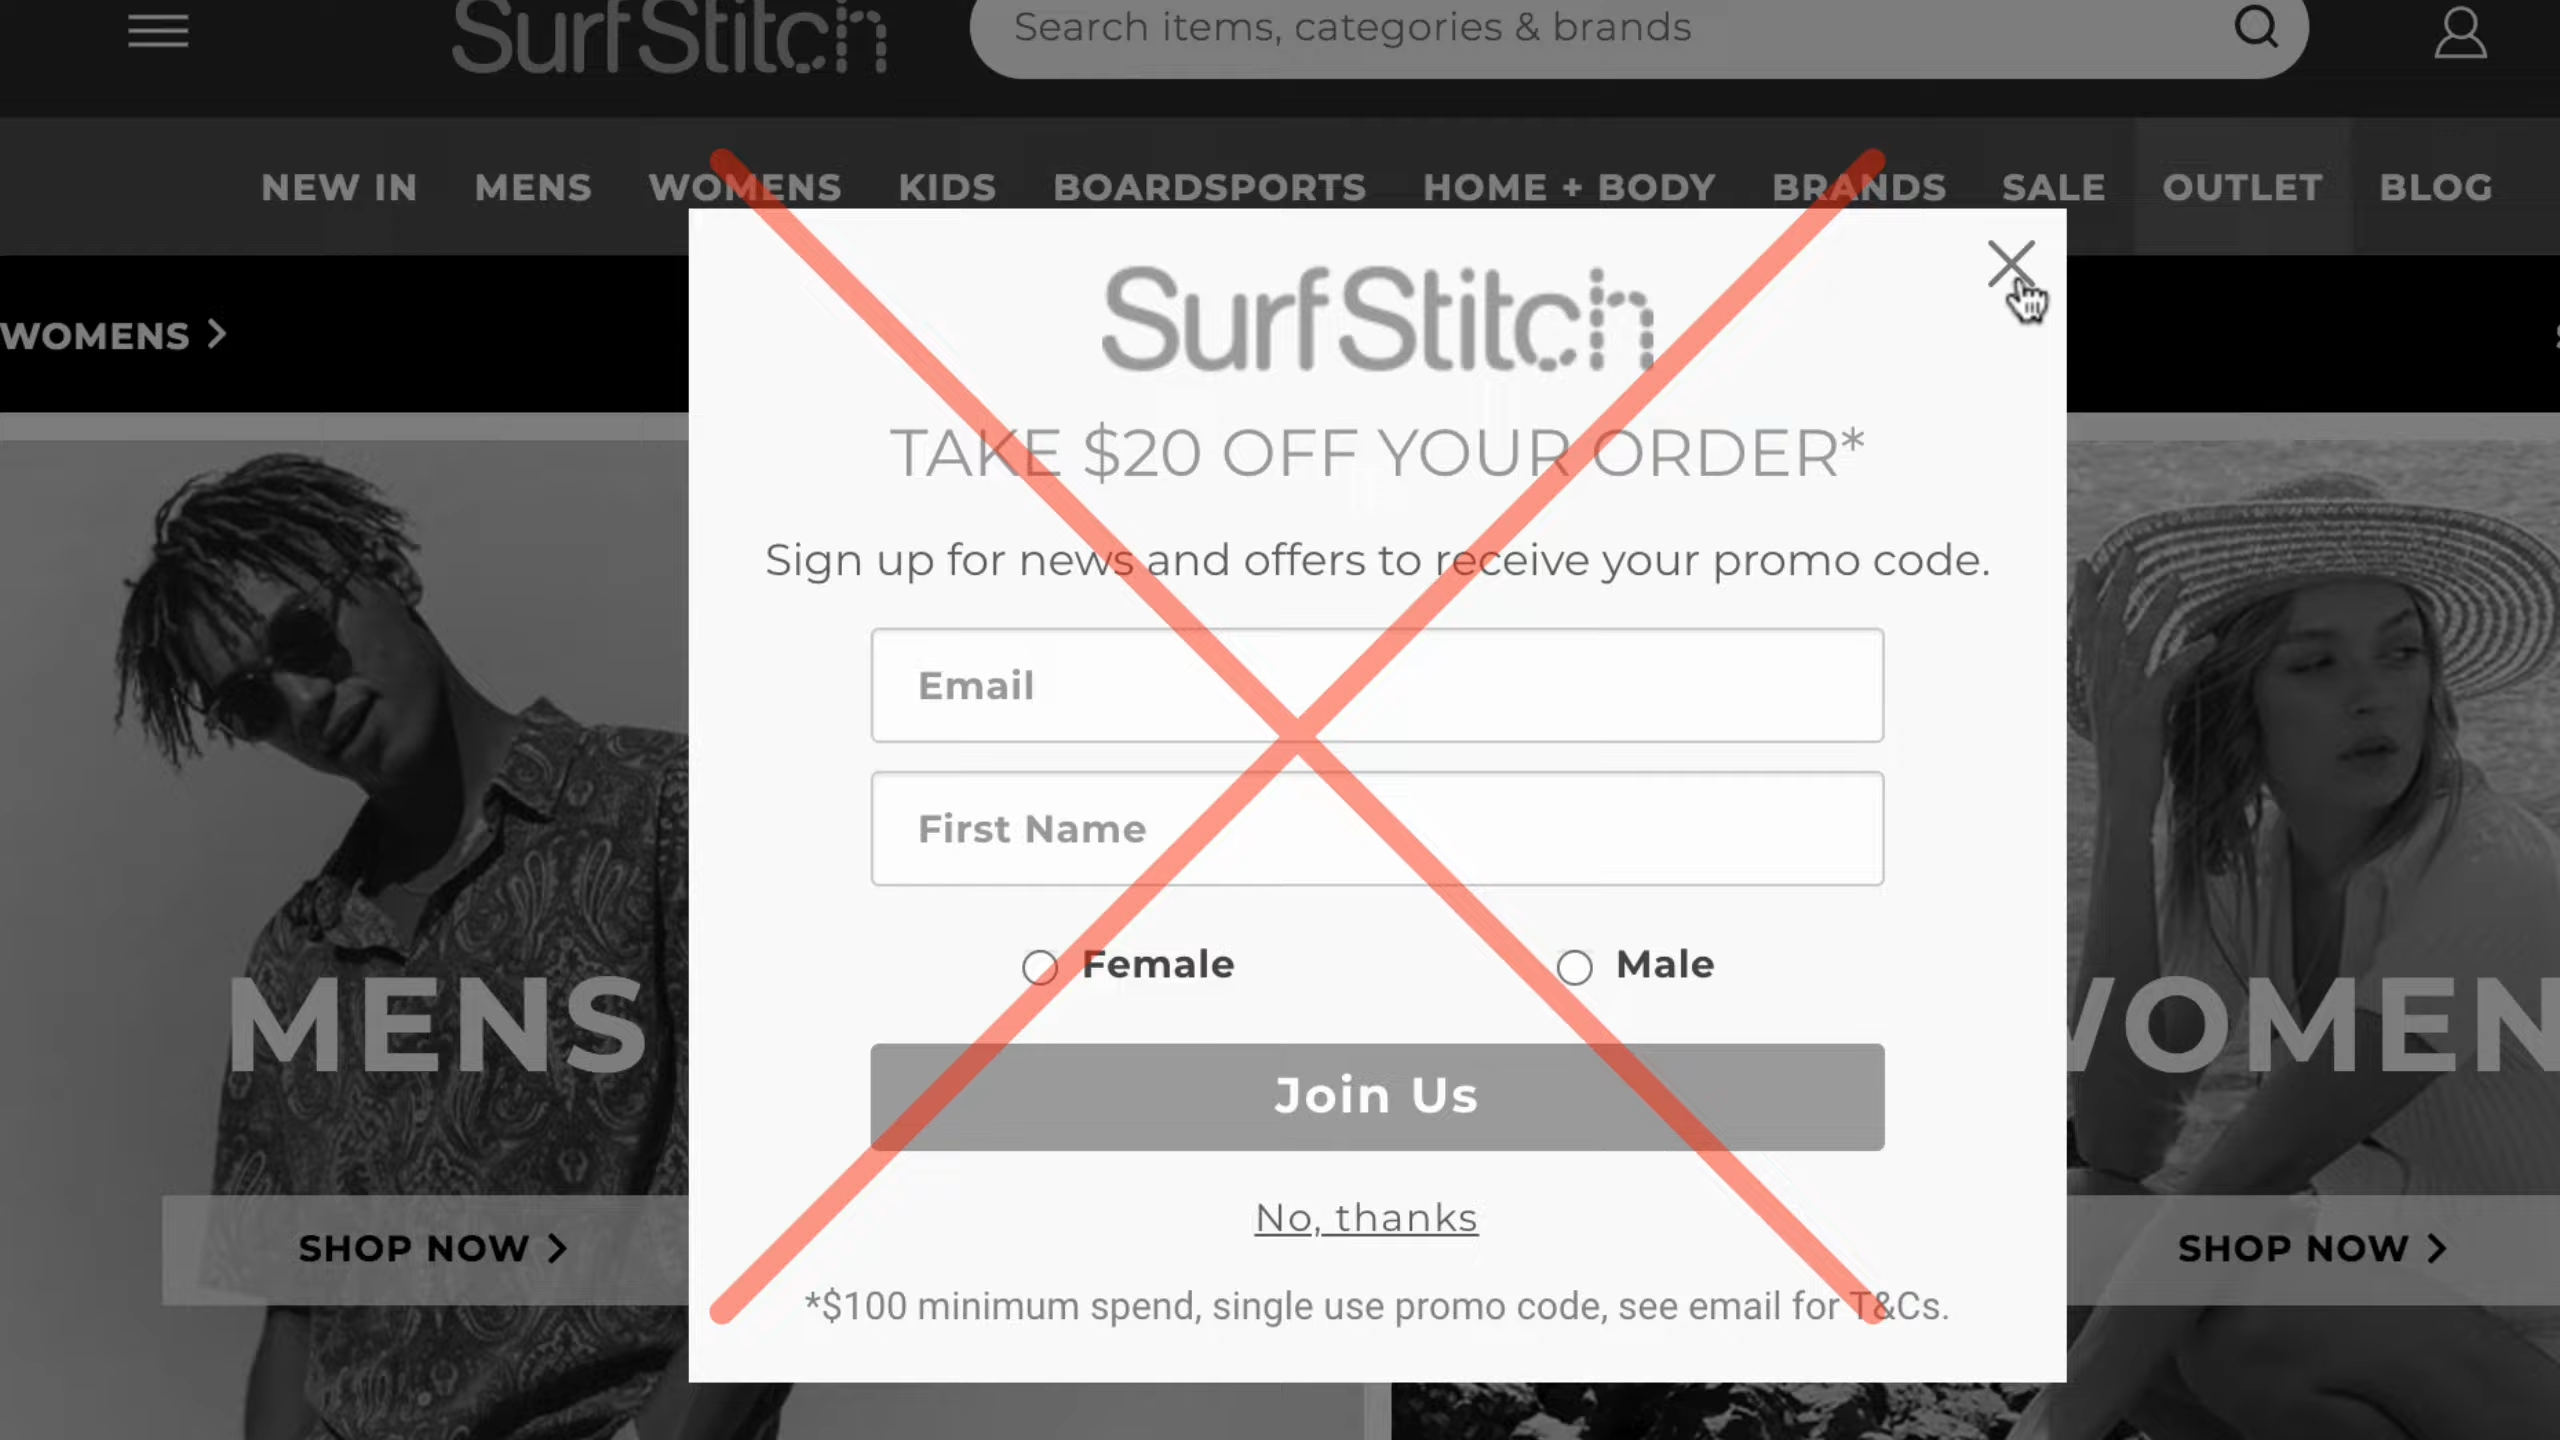 SurfStitch
Search items, categories & brands
NEW IN MENS WOMENS KIDS BOARDSPORTS HOME + BODY BRANDS SALE OUTLET BLOG
WOMENS
SurfStitch
TAKE $20 OFF YOUR ORDER*
Sign up for news and offers to receive your promo code.
Email
First Name
Female Male
Join Us
No, thanks
*$100 minimum spend, single use promo code, see email for T&Cs.
MENS
SHOP NOW
WOMEN
SHOP NOW